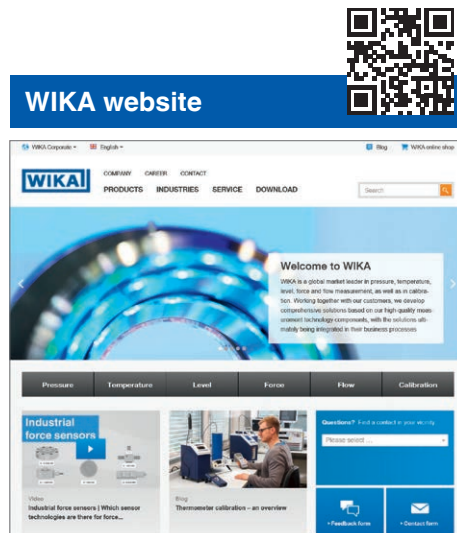 WIKA website
WIKA Corporate
English
Blog
WIKA online shop
WIKA
COMPANY CAREER CONTACT
PRODUCTS INDUSTRIES SERVICE DOWNLOAD
Search
Welcome to WIKA
WIKA is a global market leader in pressure, temperature,
level, force and flow measurement, as well as in calibra-
tion. Working together with our customers, we develop
comprehensive solutions based on our high-quality meas-
urement technology components, with the solutions ulti-
mately being integrated in their business processes
Pressure Temperature Level Force Flow Calibration
Industrial
force sensors
Video
Industrial force sensors | Which sensor
technologies are there for force...
Blog
Thermometer calibration – an overview
Questions? Find a contact in your vicinity.
Please select ...
› Feedback form
› Contact form